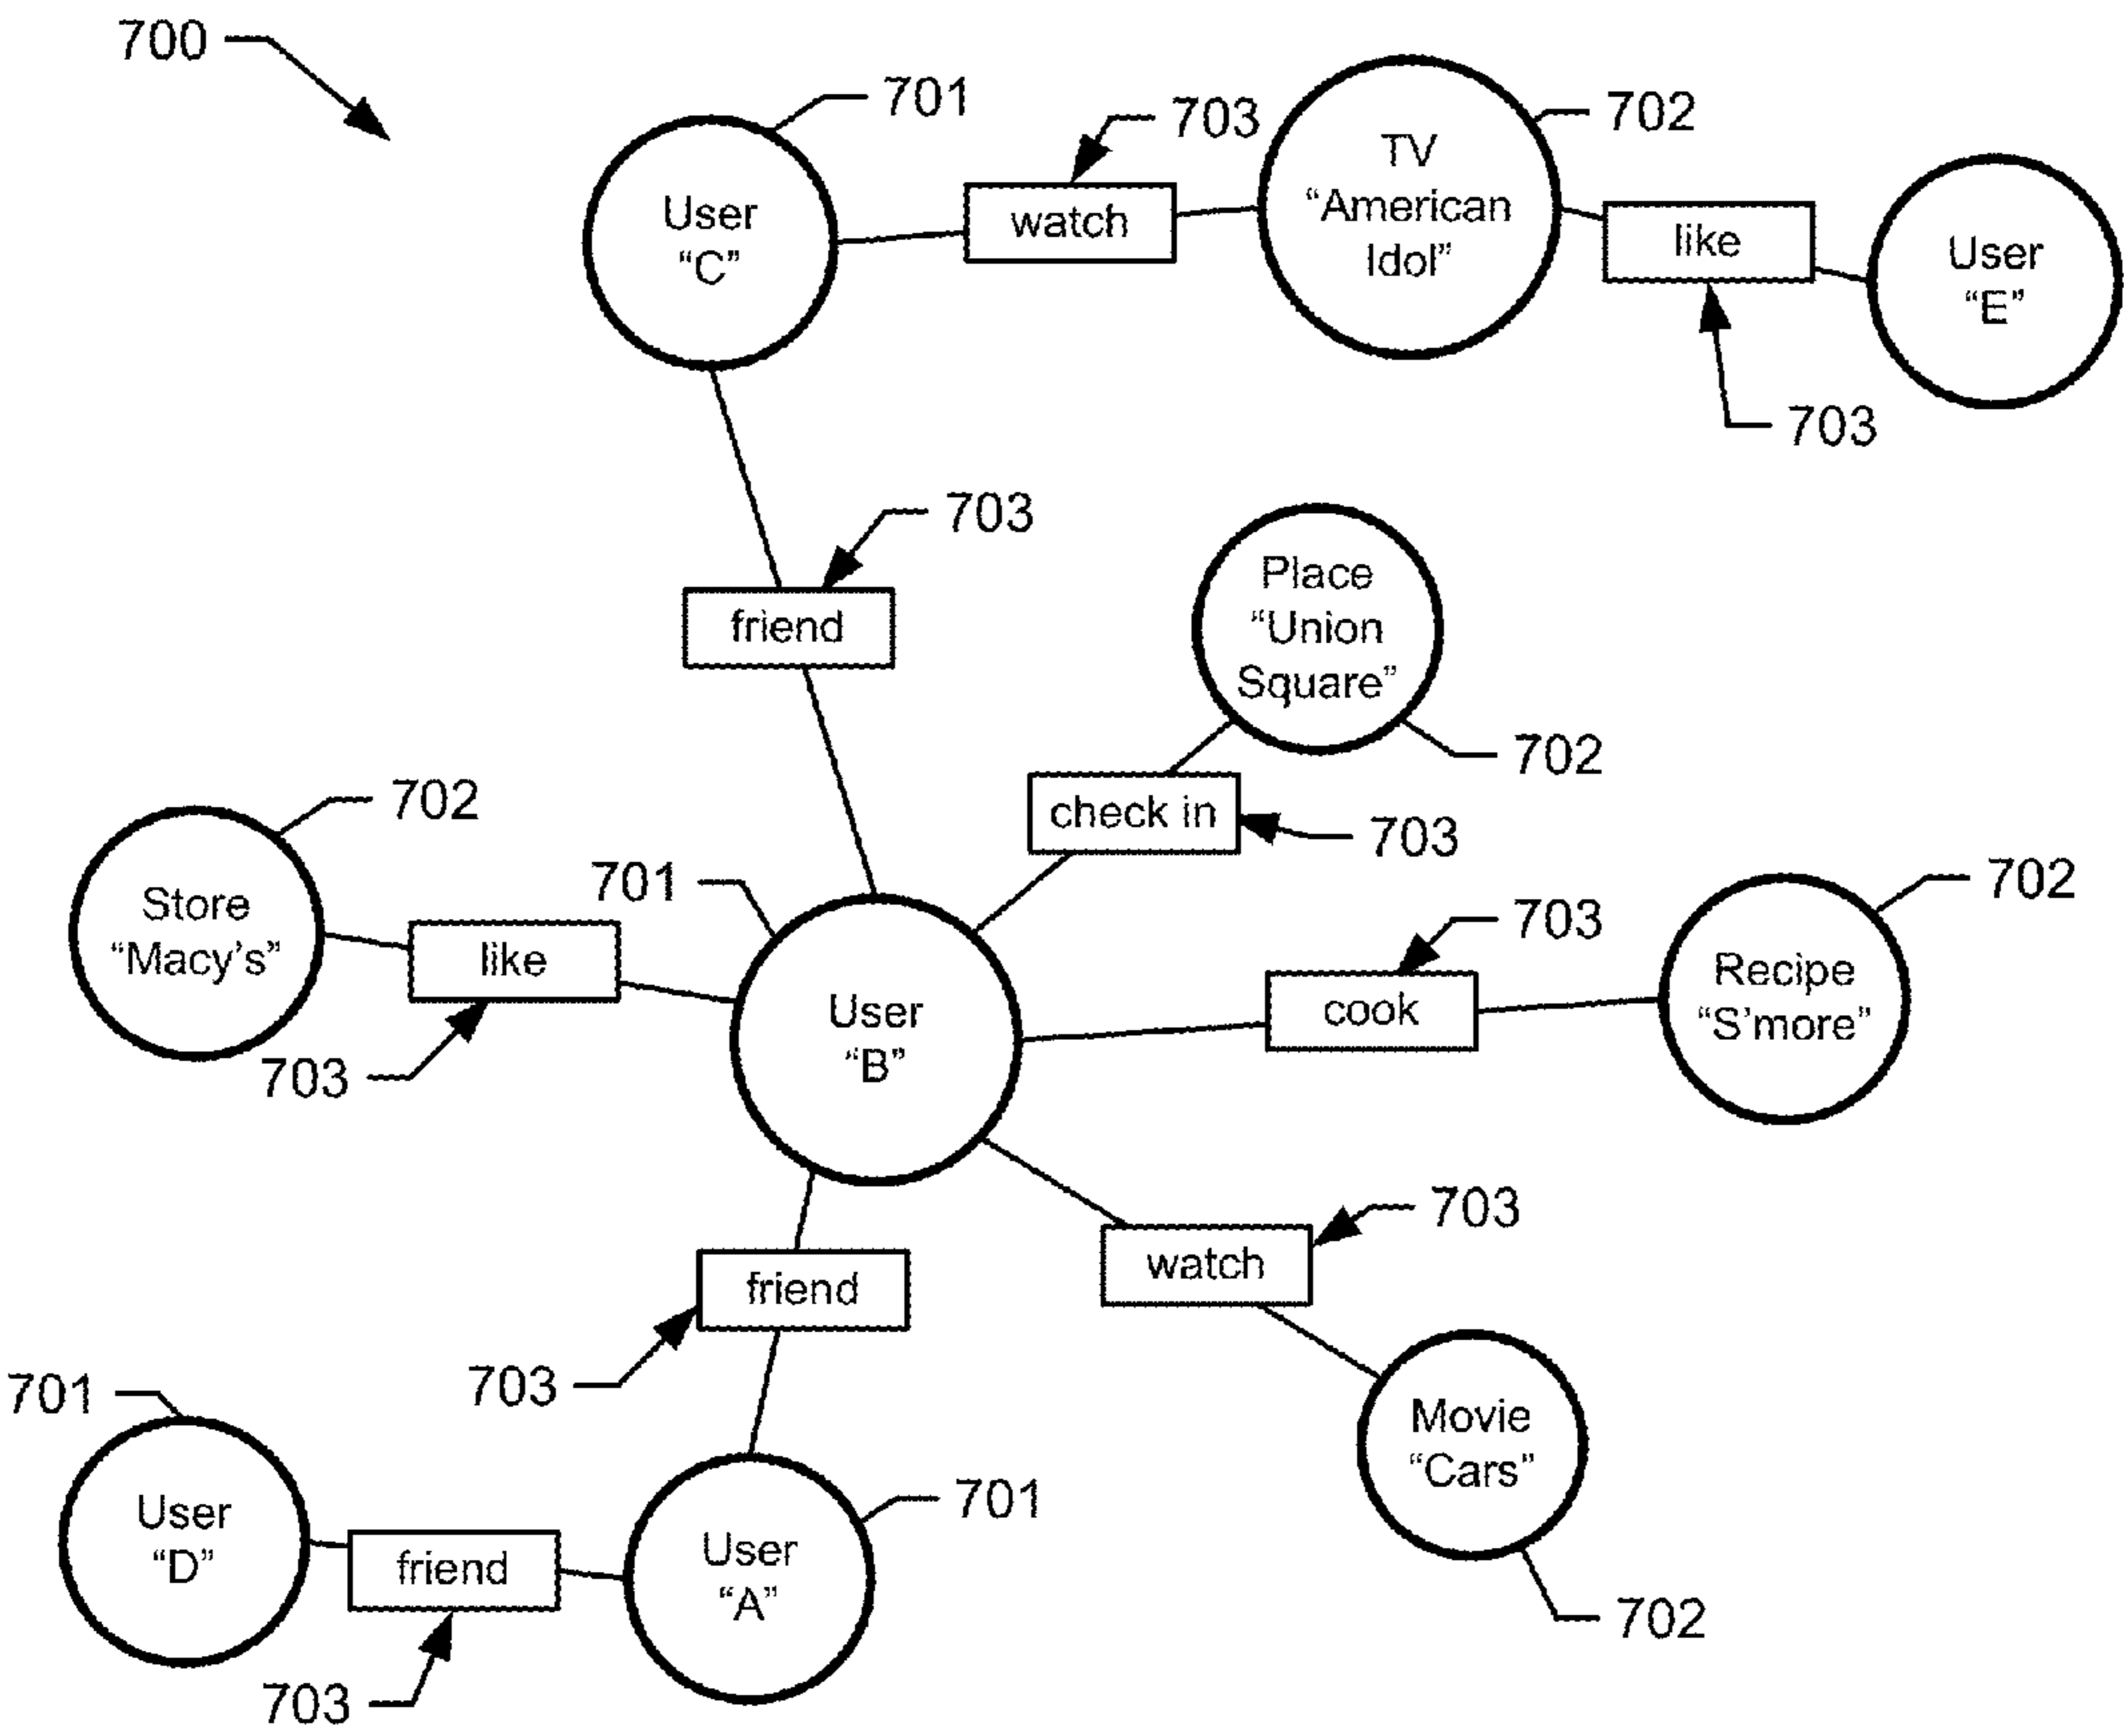 700
701
703
702
User
“C”
watch
TV
“American
Idol”
like
User
“E”
703
703
friend
Place
“Union
Square”
702
check in
703
702
Store
“Macy’s”
like
703
701
User
“B”
703
cook
702
Recipe
“S’more”
friend
703
watch
703
Movie
“Cars”
702
701
User
“D”
friend
703
User
“A”
701